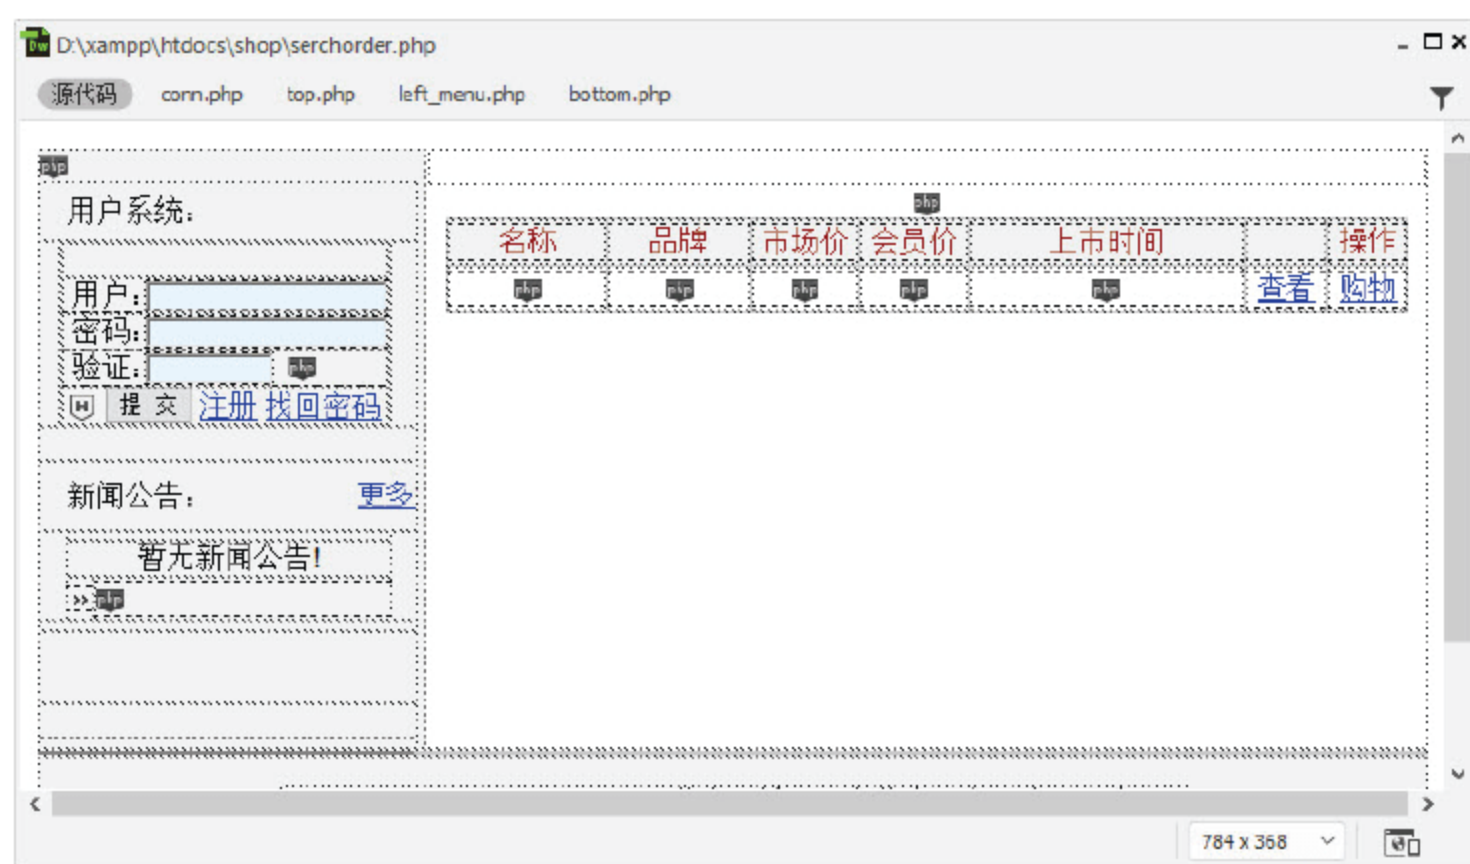 D:\xampp\htdocs\shop\serchorder.php
源代码 conn.php top.php left_menu.php bottom.php
php
用户系统:
php
名称 品牌 市场价 会员价 上市时间 操作
用户:
php php php php php 查看 购物
密码:
验证: php
提 交 注册 找回密码
新闻公告: 更多
暂无新闻公告!
>> php
784 x 368